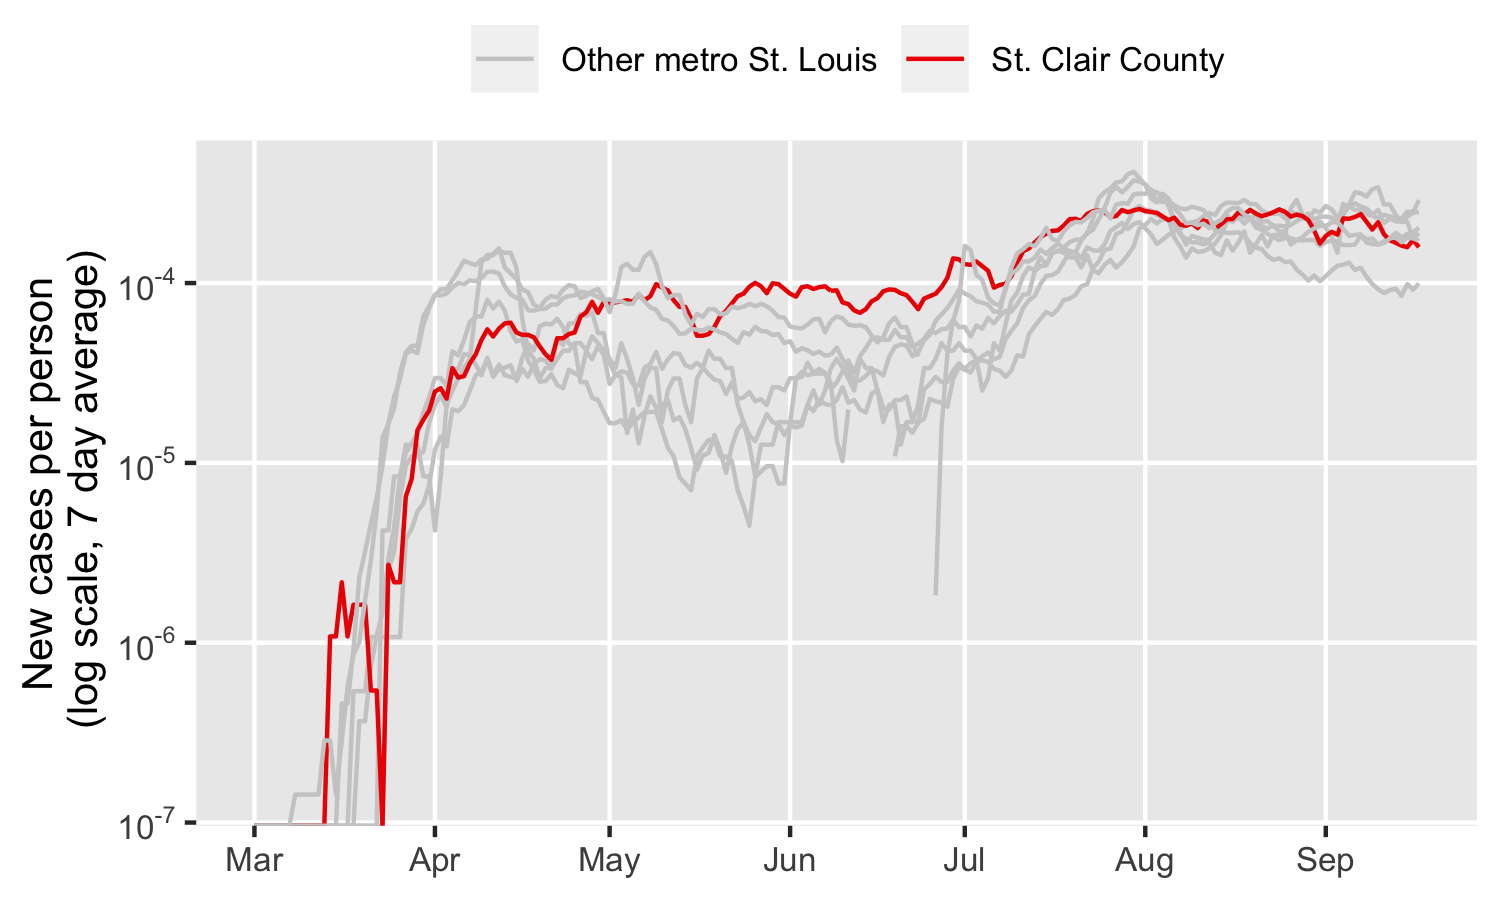 Other metro St. Louis St. Clair County
New cases per person
(log scale, 7 day average)
10-4
10-5
10-6
10-7
Mar Apr May Jun Jul Aug Sep